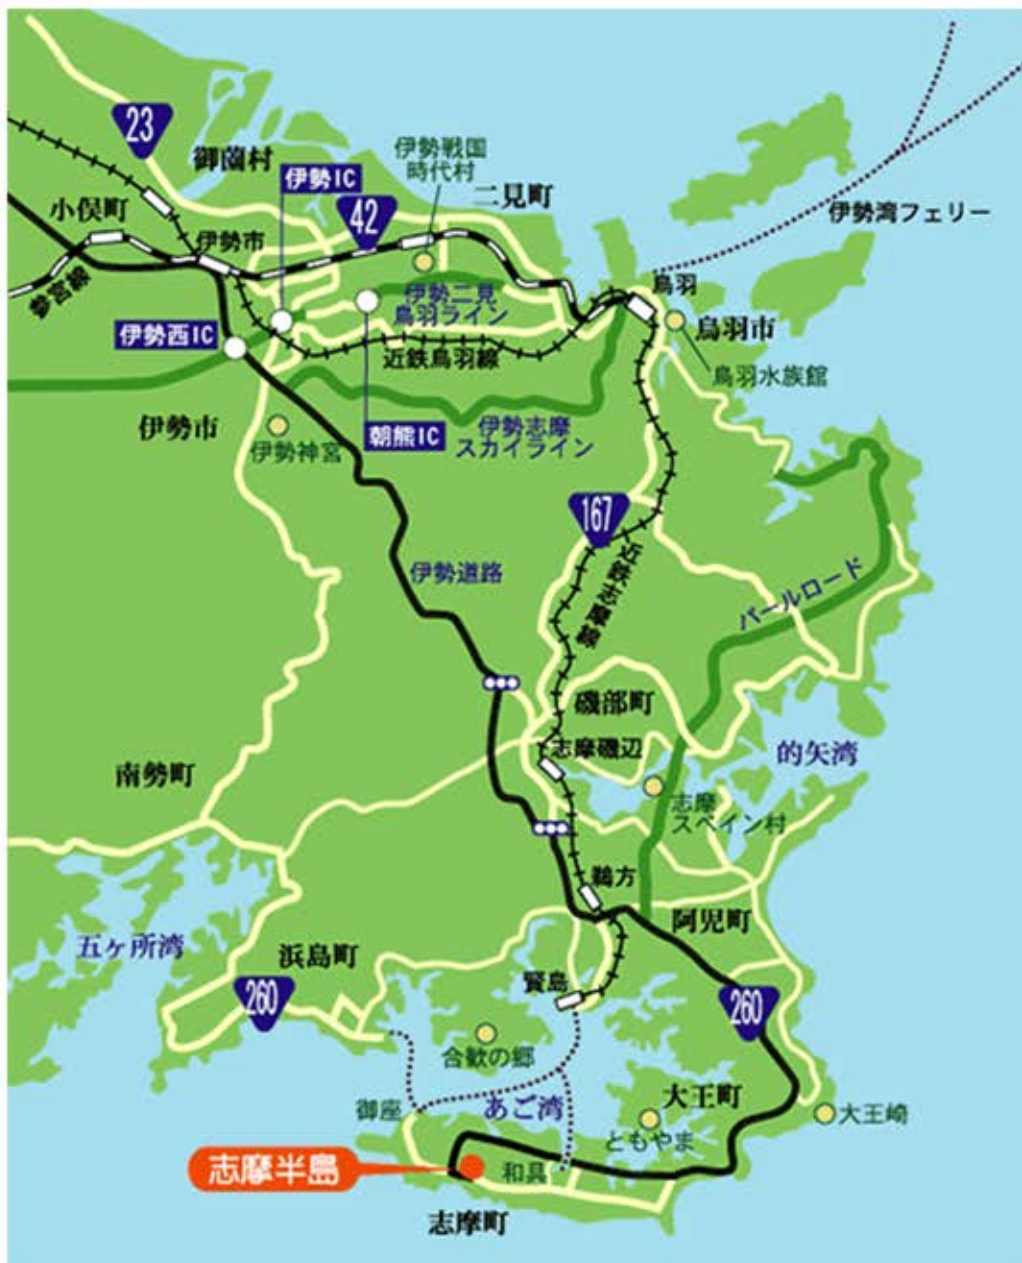 23
御薗村
伊勢戦国
時代村
伊勢IC
二見町
小俣町
42
伊勢湾フェリー
伊勢市
参宮線
鳥羽
伊勢二見
鳥羽ライン
伊勢西IC
鳥羽市
近鉄鳥羽線
鳥羽水族館
伊勢市
伊勢志摩
スカイライン
朝熊IC
伊勢神宮
167
近鉄志摩線
伊勢道路
パールロード
磯部町
志摩磯辺
的矢湾
南勢町
志摩
スペイン村
鵜方
阿児町
五ヶ所湾
浜島町
賢島
260
260
合歓の郷
御座
あご湾
大王町
大王崎
ともやま
志摩半島
和具
志摩町